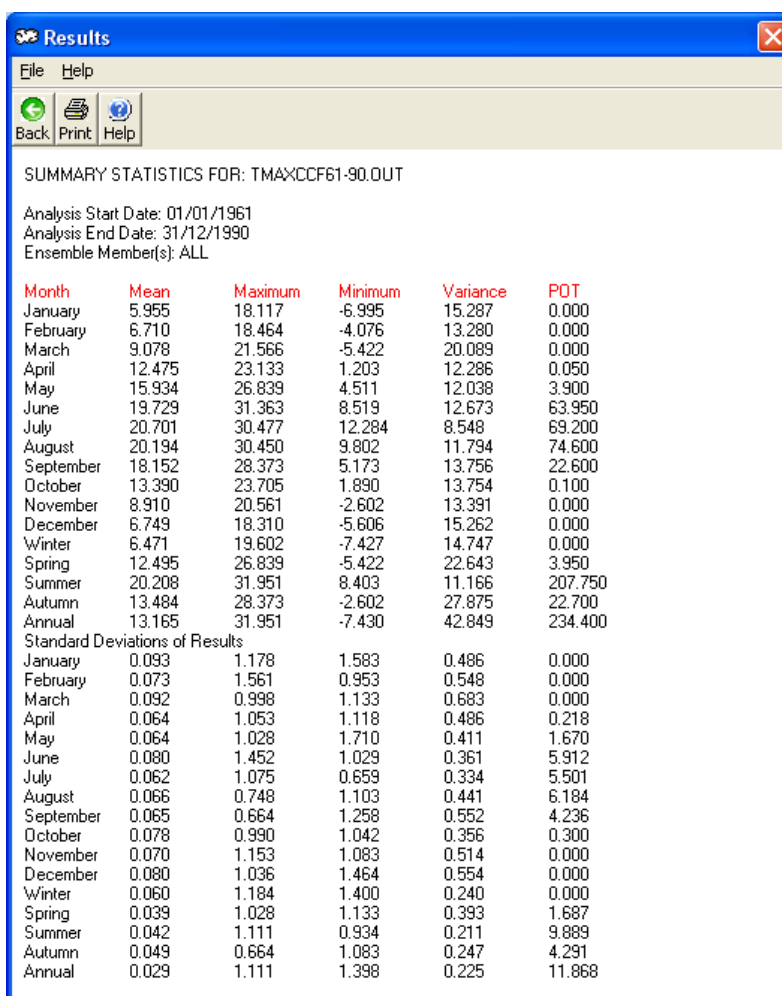 Results
File Help
Back Print Help
SUMMARY STATISTICS FOR: TMAXCCF61-90.OUT
Analysis Start Date: 01/01/1961
Analysis End Date: 31/12/1990
Ensemble Member(s): ALL
Month Mean Maximum Minimum Variance POT
January 5.955 18.117 -6.995 15.287 0.000
February 6.710 18.464 -4.076 13.280 0.000
March 9.078 21.566 -5.422 20.089 0.000
April 12.475 23.133 1.203 12.286 0.050
May 15.934 26.839 4.511 12.038 3.900
June 19.729 31.363 8.519 12.673 63.950
July 20.701 30.477 12.284 8.548 69.200
August 20.194 30.450 9.802 11.794 74.600
September 18.152 28.373 5.173 13.756 22.600
October 13.390 23.705 1.890 13.754 0.100
November 8.910 20.561 -2.602 13.391 0.000
December 6.749 18.310 -5.606 15.262 0.000
Winter 6.471 19.602 -7.427 14.747 0.000
Spring 12.495 26.839 -5.422 22.643 3.950
Summer 20.208 31.951 8.403 11.166 207.750
Autumn 13.484 28.373 -2.602 27.875 22.700
Annual 13.165 31.951 -7.430 42.849 234.400
Standard Deviations of Results
January 0.093 1.178 1.583 0.486 0.000
February 0.073 1.561 0.953 0.548 0.000
March 0.092 0.998 1.133 0.683 0.000
April 0.064 1.053 1.118 0.486 0.218
May 0.064 1.028 1.710 0.411 1.670
June 0.080 1.452 1.029 0.361 5.912
July 0.062 1.075 0.659 0.334 5.501
August 0.066 0.748 1.103 0.441 6.184
September 0.065 0.664 1.258 0.552 4.236
October 0.078 0.990 1.042 0.356 0.300
November 0.070 1.153 1.083 0.514 0.000
December 0.080 1.036 1.464 0.554 0.000
Winter 0.060 1.184 1.400 0.240 0.000
Spring 0.039 1.028 1.133 0.393 1.687
Summer 0.042 1.111 0.934 0.211 9.889
Autumn 0.049 0.664 1.083 0.247 4.291
Annual 0.029 1.111 1.398 0.225 11.868